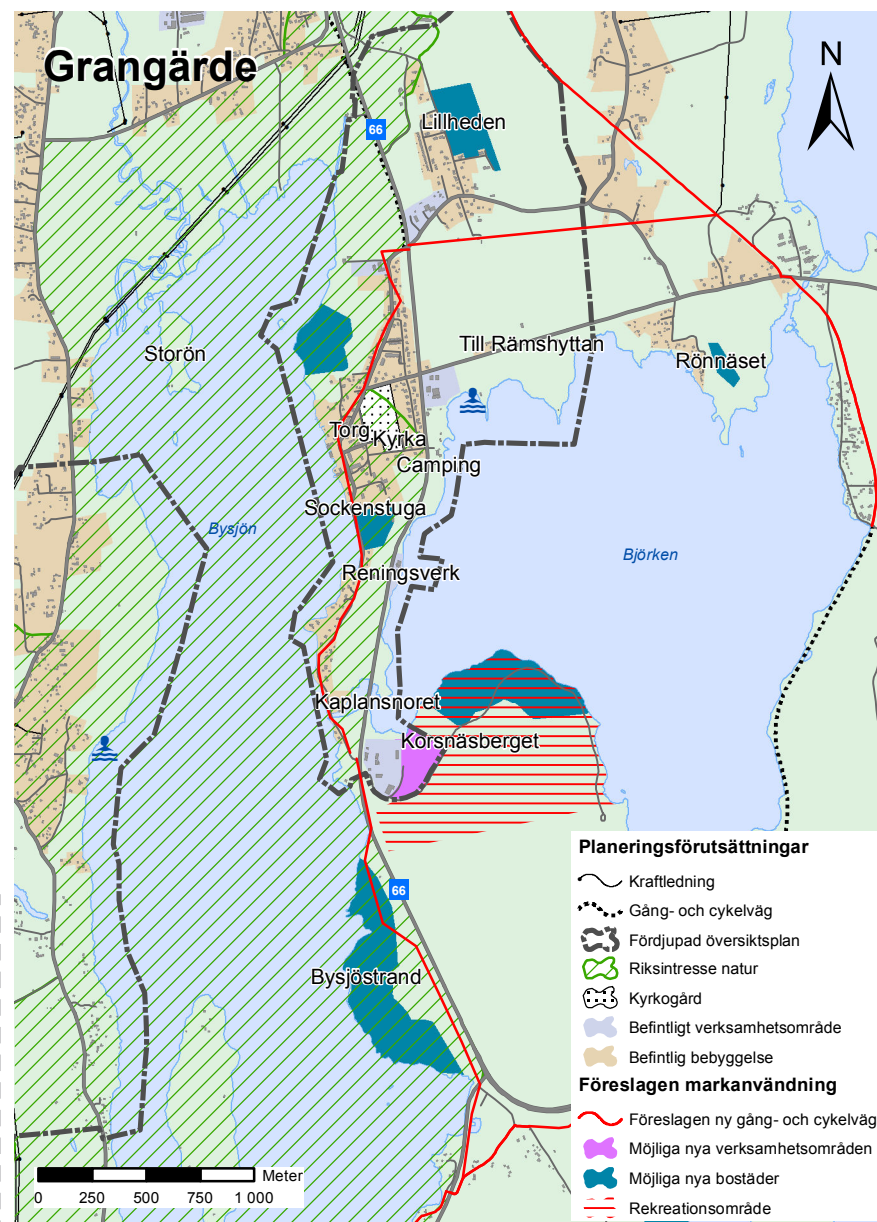 Grangärde
N
66
Lillheden
Storön
Till Rämshyttan
Rönnäset
Torg
Kyrka
Camping
Sockenstuga
Bysjön
Björken
Reningsverk
Kaplansnoret
Korsnäsberget
66
Bysjöstrand
Planeringsförutsättningar
Kraftledning
Gång- och cykelväg
Fördjupad översiktsplan
Riksintresse natur
Kyrkogård
Befintligt verksamhetsområde
Befintlig bebyggelse
Föreslagen markanvändning
Föreslagen ny gång- och cykelväg
Möjliga nya verksamhetsområden
Möjliga nya bostäder
Rekreationsområde
Meter
0 250 500 750 1 000